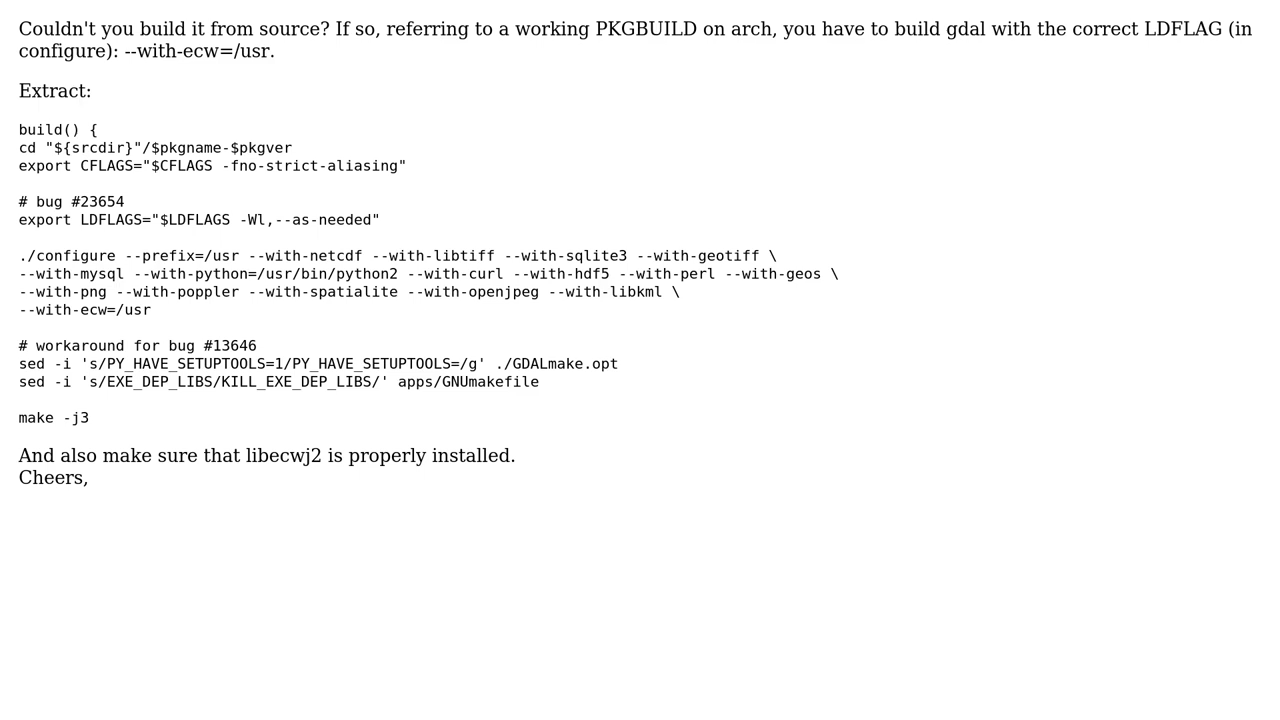 Couldn't you build it from source? If so, referring to a working PKGBUILD on arch, you have to build gdal with the correct LDFLAG (in
configure): --with-ecw=/usr.
Extract:
build() {
cd "${srcdir}"/$pkgname-$pkgver
export CFLAGS="$CFLAGS -fno-strict-aliasing"
# bug #23654
export LDFLAGS="$LDFLAGS -Wl,--as-needed"
./configure --prefix=/usr --with-netcdf --with-libtiff --with-sqlite3 --with-geotiff \
--with-mysql --with-python=/usr/bin/python2 --with-curl --with-hdf5 --with-perl --with-geos \
--with-png --with-poppler --with-spatialite --with-openjpeg --with-libkml \
--with-ecw=/usr
# workaround for bug #13646
sed -i 's/PY_HAVE_SETUPTOOLS=1/PY_HAVE_SETUPTOOLS=/g' ./GDALmake.opt
sed -i 's/EXE_DEP_LIBS/KILL_EXE_DEP_LIBS/' apps/GNUmakefile
make -j3
And also make sure that libecwj2 is properly installed.
Cheers,